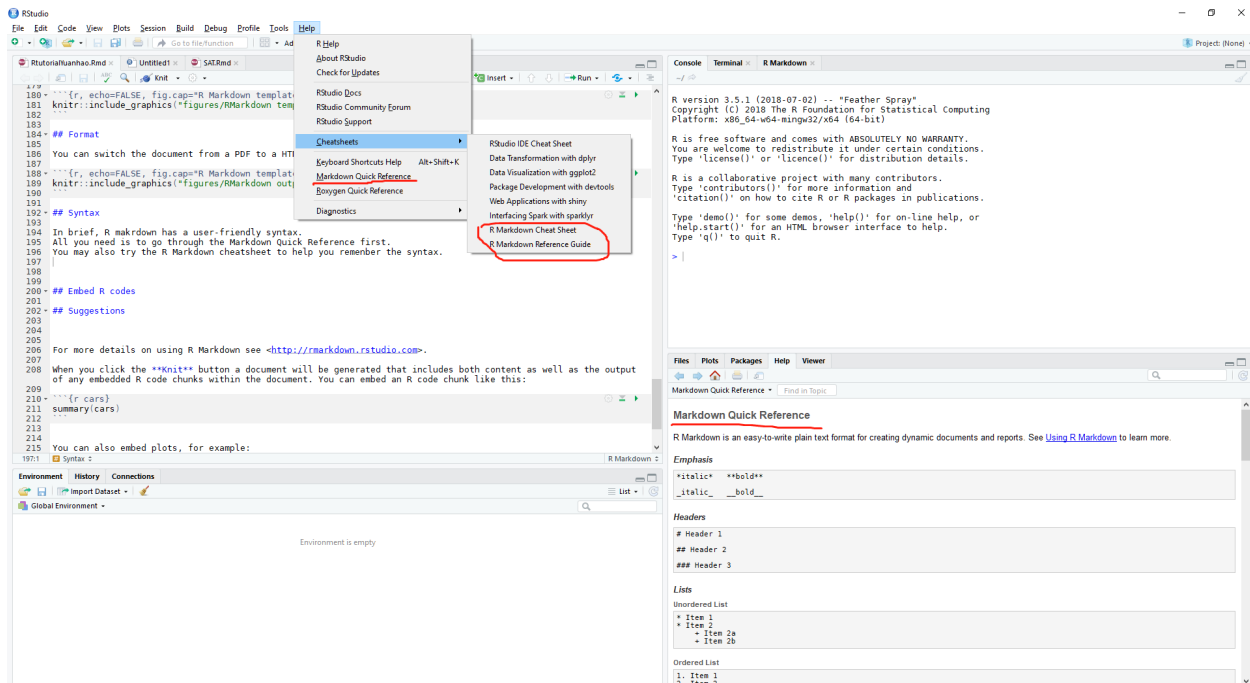 RStudio
File Edit Code View Plots Session Build Debug Profile Tools Help
Go to file/function
Ad
Project: (None)
RtutorialYuanhao.Rmd
Untitled1
SAT.Rmd
Knit
Insert
Run
179
180 ```{r, echo=FALSE, fig.cap="R Markdown templat
181 knitr::include_graphics("figures/RMarkdown temp
182 ```
183
184 ## Format
185
186 You can switch the document from a PDF to a HTM
187
188 ```{r, echo=FALSE, fig.cap="R Markdown templat
189 knitr::include_graphics("figures/RMarkdown outp
190 ```
191
192 ## Syntax
193
194 In brief, R makrdown has a user-friendly syntax.
195 All you need is to go through the Markdown Quick Reference first.
196 You may also try the R Markdown cheatsheet to help you remenber the syntax.
197
198
199
200 ## Embed R codes
201
202 ## Suggestions
203
204
205
206 For more details on using R Markdown see <http://rmarkdown.rstudio.com>.
207
208 When you click the **Knit** button a document will be generated that includes both content as well as the output
of any embedded R code chunks within the document. You can embed an R code chunk like this:
209
210 ```{r cars}
211 summary(cars)
212 ```
213
214
215 You can also embed plots, for example:
197:1 Syntax R Markdown
R Help
About RStudio
Check for Updates
RStudio Docs
RStudio Community Forum
RStudio Support
Cheatsheets
Keyboard Shortcuts Help Alt+Shift+K
Markdown Quick Reference
Roxygen Quick Reference
Diagnostics
RStudio IDE Cheat Sheet
Data Transformation with dplyr
Data Visualization with ggplot2
Package Development with devtools
Web Applications with shiny
Interfacing Spark with sparklyr
R Markdown Cheat Sheet
R Markdown Reference Guide
Environment History Connections
Import Dataset
List
Global Environment
Environment is empty
Console Terminal R Markdown
~/
R version 3.5.1 (2018-07-02) -- "Feather Spray"
Copyright (C) 2018 The R Foundation for Statistical Computing
Platform: x86_64-w64-mingw32/x64 (64-bit)
R is free software and comes with ABSOLUTELY NO WARRANTY.
You are welcome to redistribute it under certain conditions.
Type 'license()' or 'licence()' for distribution details.
R is a collaborative project with many contributors.
Type 'contributors()' for more information and
'citation()' on how to cite R or R packages in publications.
Type 'demo()' for some demos, 'help()' for on-line help, or
'help.start()' for an HTML browser interface to help.
Type 'q()' to quit R.
>
Files Plots Packages Help Viewer
Markdown Quick Reference Find in Topic
Markdown Quick Reference
R Markdown is an easy-to-write plain text format for creating dynamic documents and reports. See Using R Markdown to learn more.
Emphasis
*italic* **bold**
_italic_ __bold__
Headers
# Header 1
## Header 2
### Header 3
Lists
Unordered List
* Item 1
* Item 2
+ Item 2a
+ Item 2b
Ordered List
1. Item 1
2. Item 2